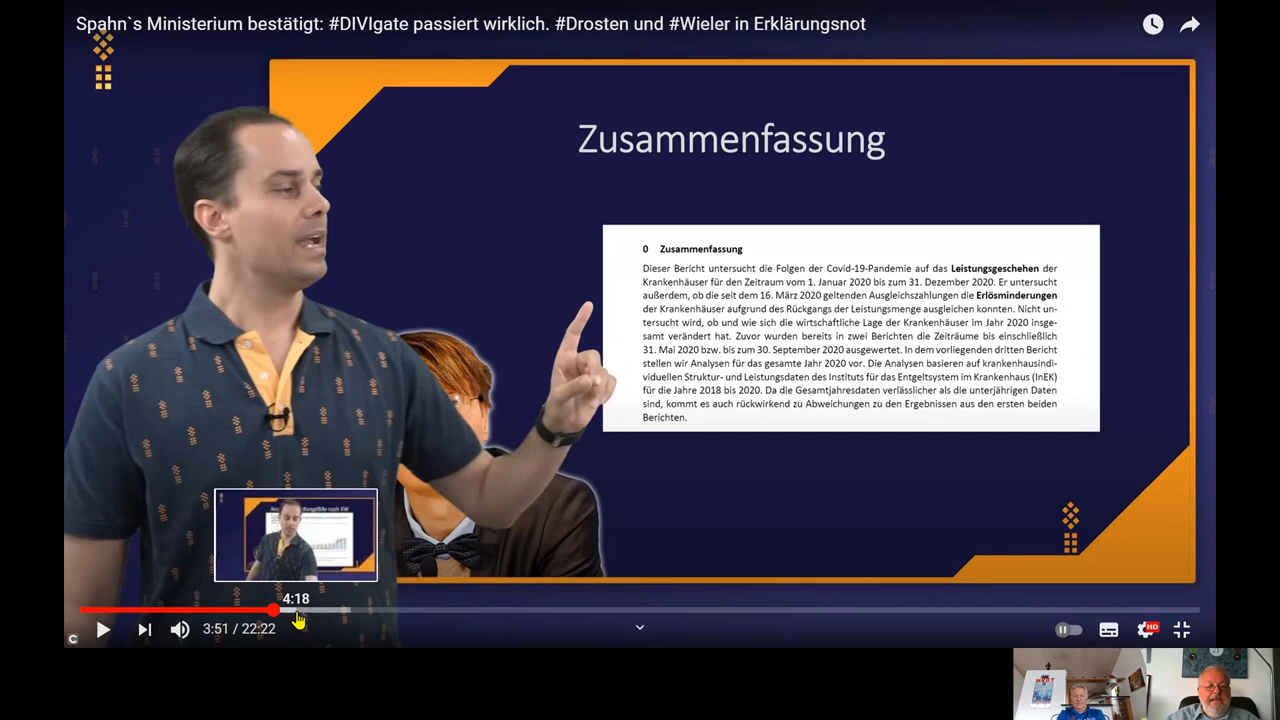 Spahn`s Ministerium bestätigt: #DIVIgate passiert wirklich. #Drosten und #Wieler in Erklärungsnot
Zusammenfassung
0 Zusammenfassung
Dieser Bericht untersucht die Folgen der Covid-19-Pandemie auf das Leistungsgeschehen der
Krankenhäuser für den Zeitraum vom 1. Januar 2020 bis zum 31. Dezember 2020. Er untersucht
außerdem, ob die seit dem 16. März 2020 geltenden Ausgleichszahlungen die Erlösminderungen
der Krankenhäuser aufgrund des Rückgangs der Leistungsmenge ausgleichen konnten. Nicht un-
tersucht wird, ob und wie sich die wirtschaftliche Lage der Krankenhäuser im Jahr 2020 insge-
samt verändert hat. Zuvor wurden bereits in zwei Berichten die Zeiträume bis einschließlich
31. Mai 2020 bzw. bis zum 30. September 2020 ausgewertet. In dem vorliegenden dritten Bericht
stellen wir Analysen für das gesamte Jahr 2020 vor. Die Analysen basieren auf krankenhausindi-
viduellen Struktur- und Leistungsdaten des Instituts für das Entgeltsystem im Krankenhaus (InEK)
für die Jahre 2018 bis 2020. Da die Gesamtjahresdaten verlässlicher als die unterjährigen Daten
sind, kommt es auch rückwirkend zu Abweichungen zu den Ergebnissen aus den ersten beiden
Berichten.
4:18
3:51 / 22:22
HD